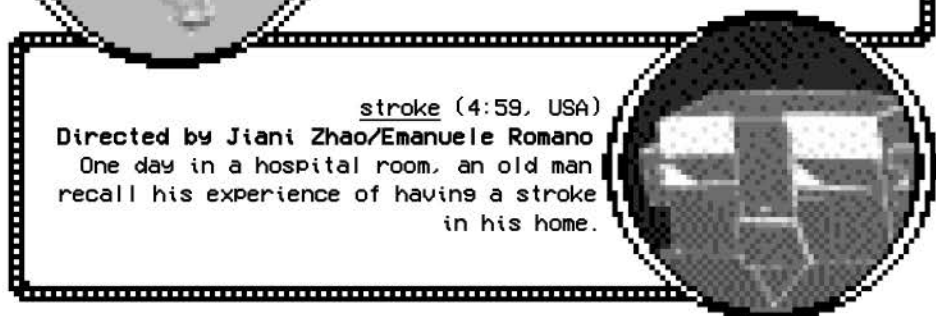 stroke (4:59, USA)
Directed by Jiani Zhao/Emanuele Romano
One day in a hospital room, an old man
recall his experience of having a stroke
in his home.